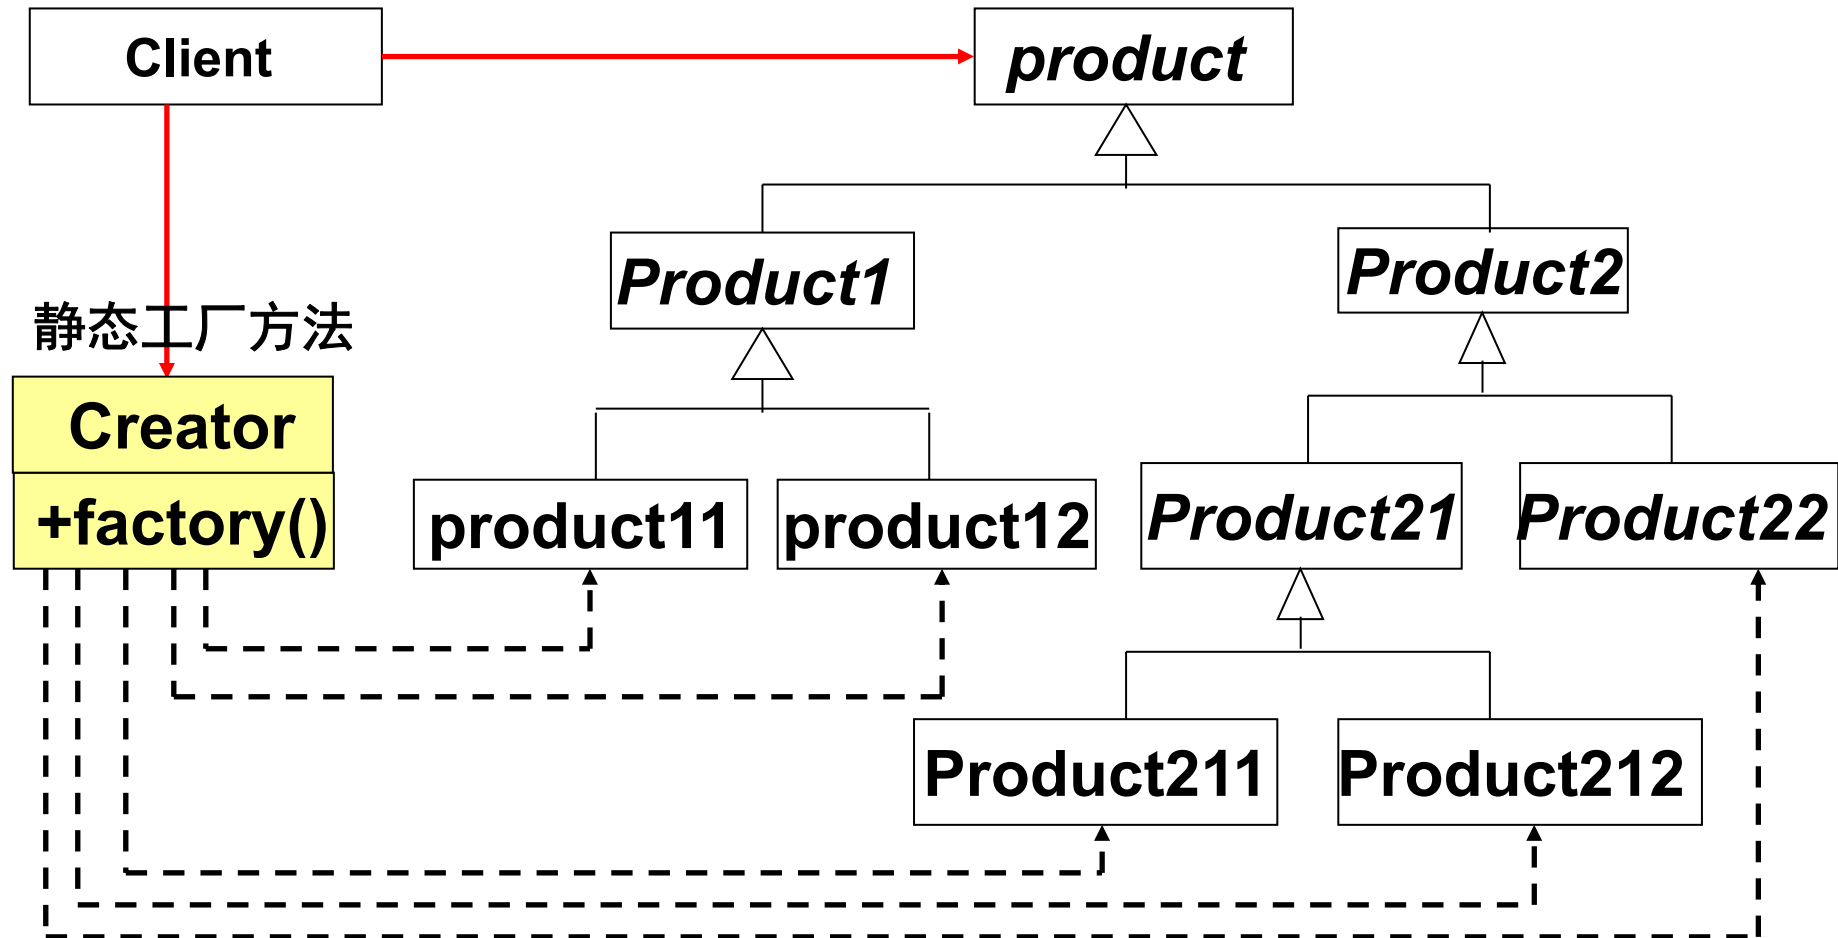 Client
product
Product1
Product2
静态工厂方法
Creator
+factory()
product11
product12
Product21
Product22
Product211
Product212